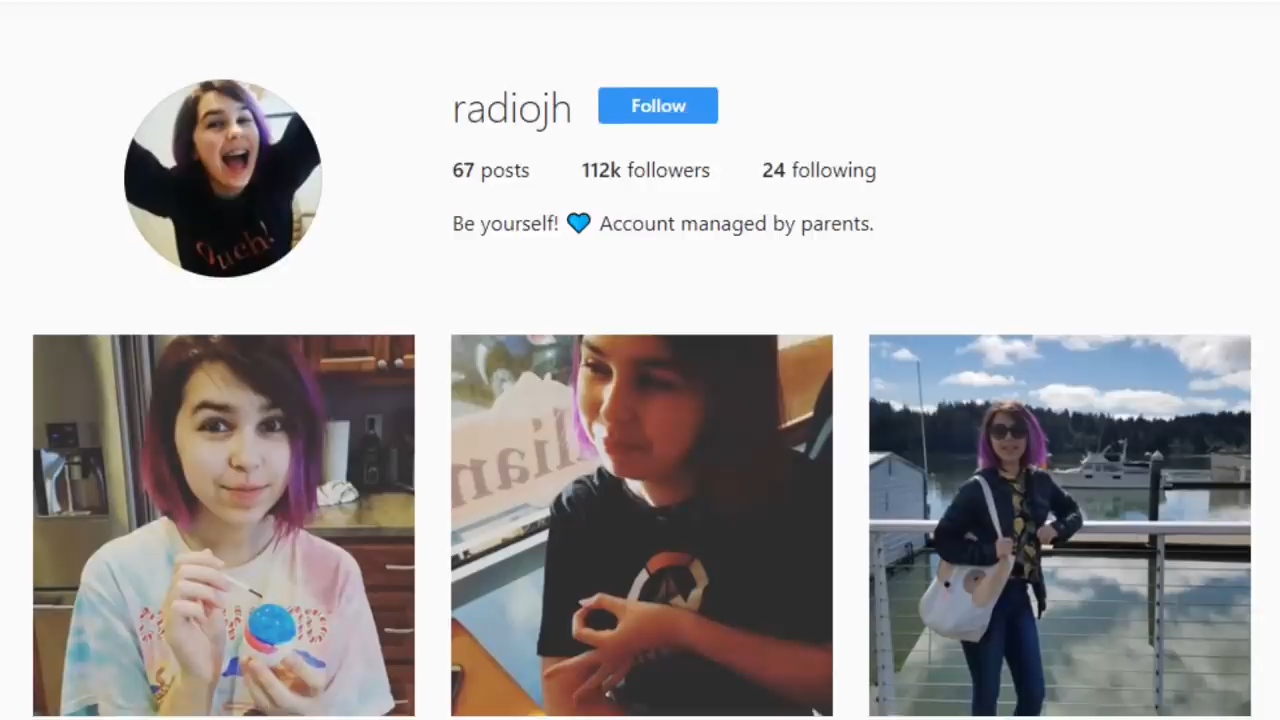 radiojh Follow
67 posts 112k followers 24 following
Be yourself! 💙 Account managed by parents.
Ouch!